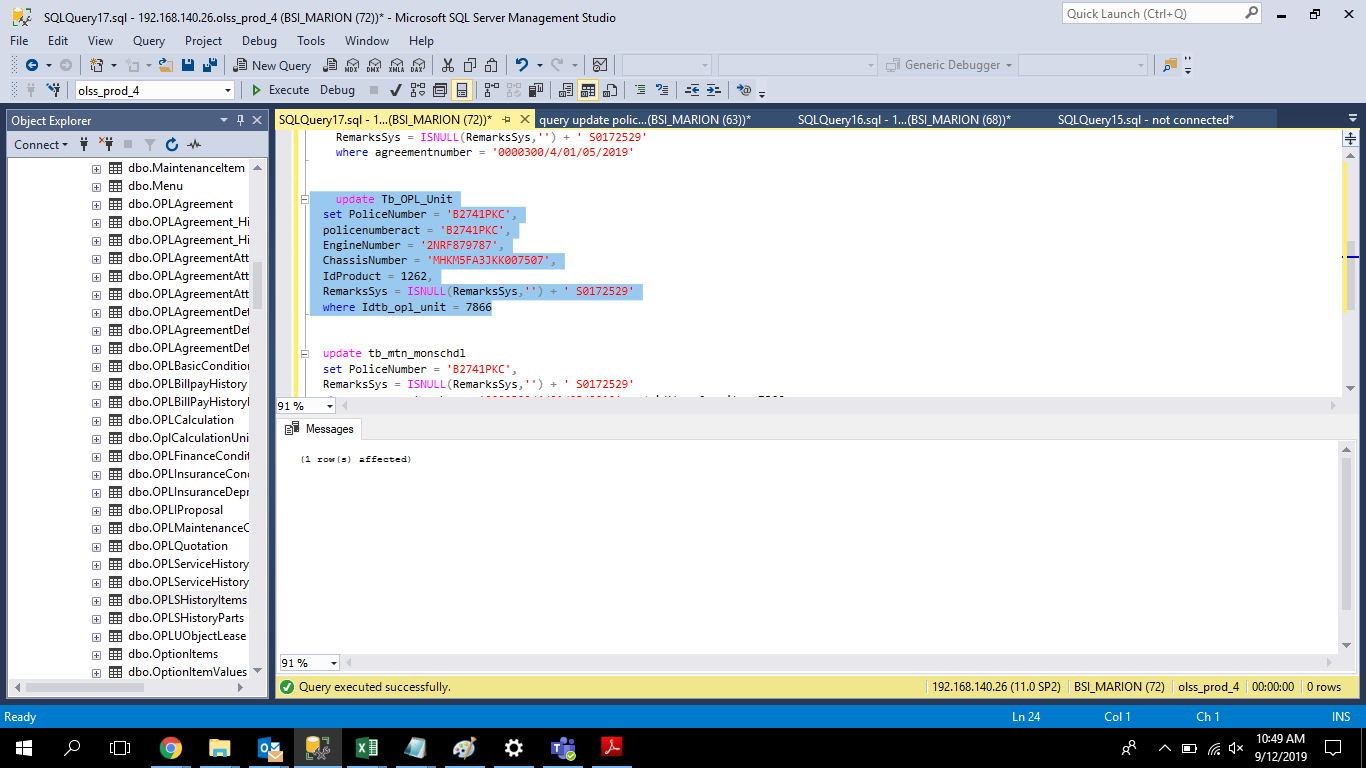 SQLQuery17.sql - 192.168.140.26.olss_prod_4 (BSI_MARION (72))* - Microsoft SQL Server Management Studio
Quick Launch (Ctrl+Q)
File Edit View Query Project Debug Tools Window Help
New Query MDX DMX XMLA DAX Generic Debugger
olss_prod_4 Execute Debug
Object Explorer
Connect
dbo.MaintenanceItem
dbo.Menu
dbo.OPLAgreement
dbo.OPLAgreement_Hi
dbo.OPLAgreement_Hi
dbo.OPLAgreementAtt
dbo.OPLAgreementAtt
dbo.OPLAgreementAtt
dbo.OPLAgreementDet
dbo.OPLAgreementDet
dbo.OPLAgreementDet
dbo.OPLBasicCondition
dbo.OPLBillpayHistory
dbo.OPLBillPayHistoryI
dbo.OPLCalculation
dbo.OplCalculationUni
dbo.OPLFinanceCondit
dbo.OPLInsuranceCond
dbo.OPLInsuranceDepr
dbo.OPLIProposal
dbo.OPLMaintenanceC
dbo.OPLQuotation
dbo.OPLServiceHistory
dbo.OPLServiceHistory
dbo.OPLSHistoryItems
dbo.OPLSHistoryParts
dbo.OPLUObjectLease
dbo.OptionItems
dbo.OptionItemValues
SQLQuery17.sql - 1...(BSI_MARION (72))* query update polic...(BSI_MARION (63))* SQLQuery16.sql - 1...(BSI_MARION (68))* SQLQuery15.sql - not connected*
RemarksSys = ISNULL(RemarksSys,'') + ' S0172529'
where agreementnumber = '0000300/4/01/05/2019'
update Tb_OPL_Unit
set PoliceNumber = 'B2741PKC',
policenumberact = 'B2741PKC',
EngineNumber = '2NRF879787',
ChassisNumber = 'MHKM5FA3JKK007507',
IdProduct = 1262,
RemarksSys = ISNULL(RemarksSys,'') + ' S0172529'
where Idtb_opl_unit = 7866
update tb_mtn_monschdl
set PoliceNumber = 'B2741PKC',
RemarksSys = ISNULL(RemarksSys,'') + ' S0172529'
91 %
Messages
(1 row(s) affected)
91 %
Query executed successfully. 192.168.140.26 (11.0 SP2) BSI_MARION (72) olss_prod_4 00:00:00 0 rows
Ready Ln 24 Col 1 Ch 1 INS
10:49 AM
9/12/2019